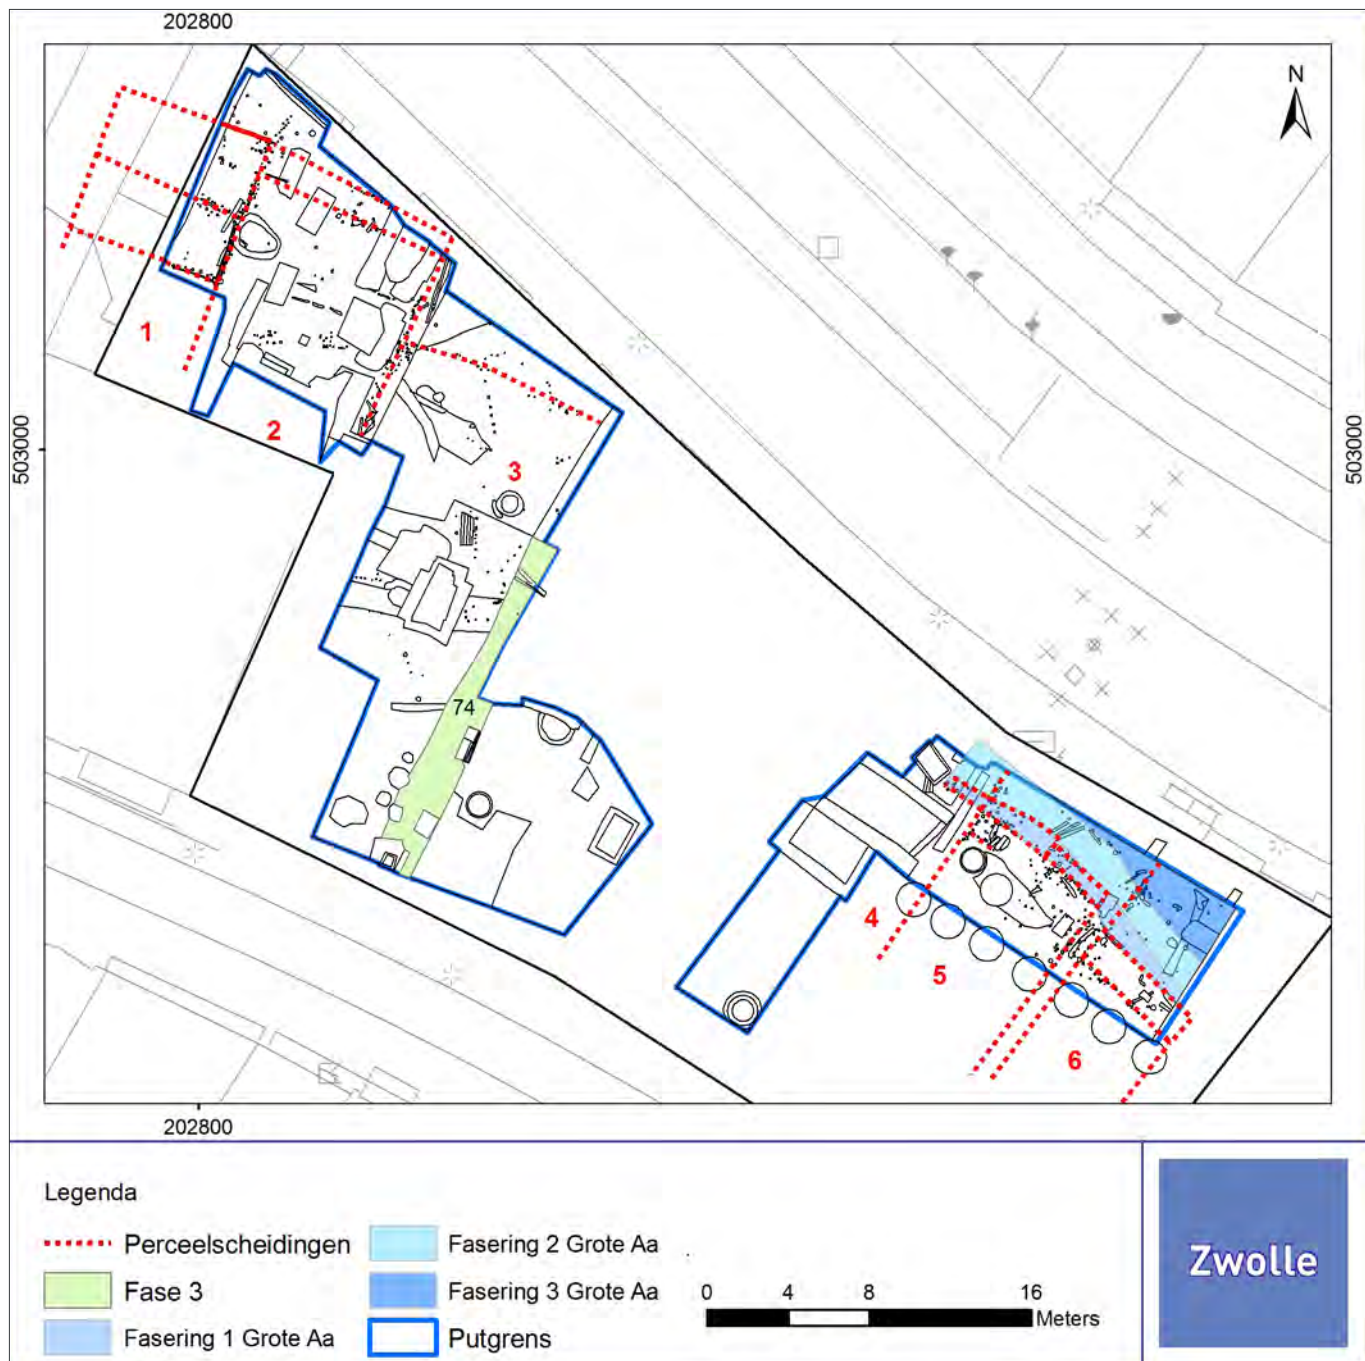 202800
N
503000
503000
1
2
3
74
4
5
6
202800
Legenda
Perceelscheidingen
Fase 3
Fasering 1 Grote Aa
Fasering 2 Grote Aa
Fasering 3 Grote Aa
Putgrens
0 4 8 16
Meters
Zwolle